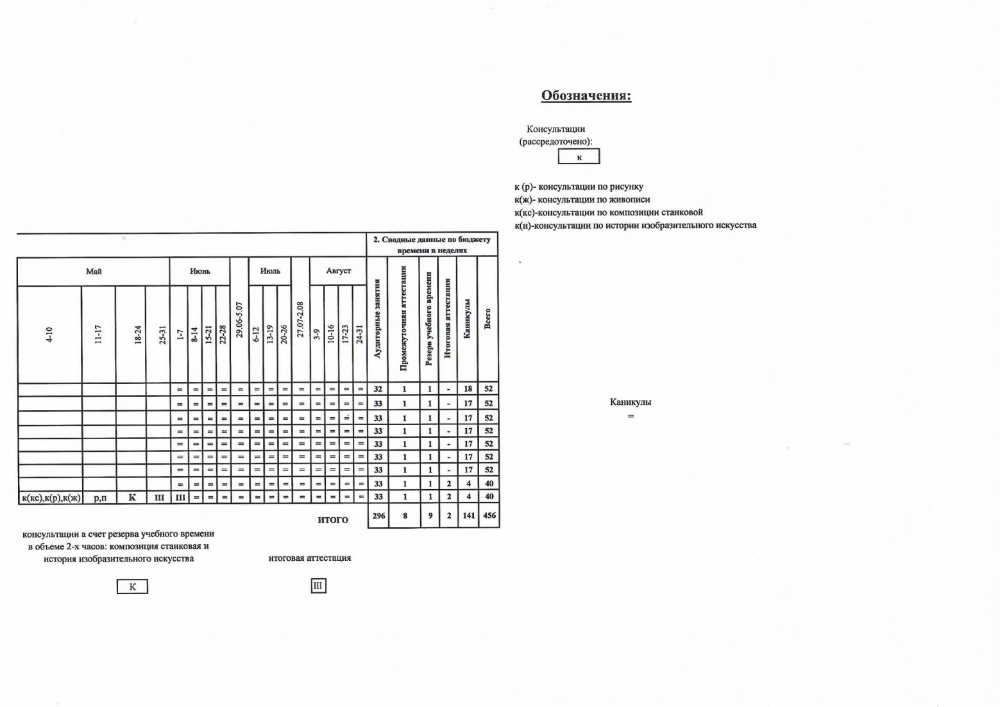 Обозначения:
Консультации
(рассредоточено):
к
к (р)- консультации по рисунку
к(ж)- консультации по живописи
к(кс)-консультации по композиции станковой
к(и)-консультации по истории изобразительного искусства
2. Сводные данные по бюджету
времени в неделях
Май Июнь 29.06-5.07 Июль 27.07-2.08 Август Аудиторные занятия Промежуточная аттестация Резерв учебного времени Итоговая аттестация Каникулы Всего
4-10 11-17 18-24 25-31 1-7 8-14 15-21 22-28 6-12 13-19 20-26 3-9 10-16 17-23 24-31
= = = = = = = = = = = = = 32 1 1 - 18 52
= = = = = = = = = = = = = 33 1 1 - 17 52
= = = = = = = = = = = = = 33 1 1 - 17 52
= = = = = = = = = = = = = 33 1 1 - 17 52
= = = = = = = = = = = = = 33 1 1 - 17 52
= = = = = = = = = = = = = 33 1 1 - 17 52
= = = = = = = = = = = = = 33 1 1 - 17 52
= = = = = = = = = = = = = 33 1 1 2 4 40
к(кс),к(р),к(ж) р,п К III III = = = = = = = = = = = = 33 1 1 2 4 40
ИТОГО 296 8 9 2 141 456
Каникулы
=
консультации а счет резерва учебного времени
в объеме 2-х часов: композиция станковая и
история изобразительного искусства
К
итоговая аттестация
III